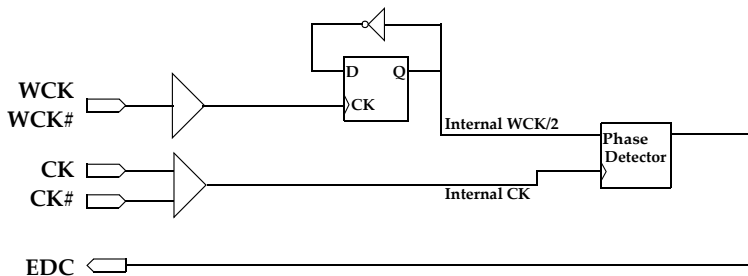 D Q
CK
WCK
WCK#
Internal WCK/2
Phase
Detector
CK
CK#
Internal CK
EDC